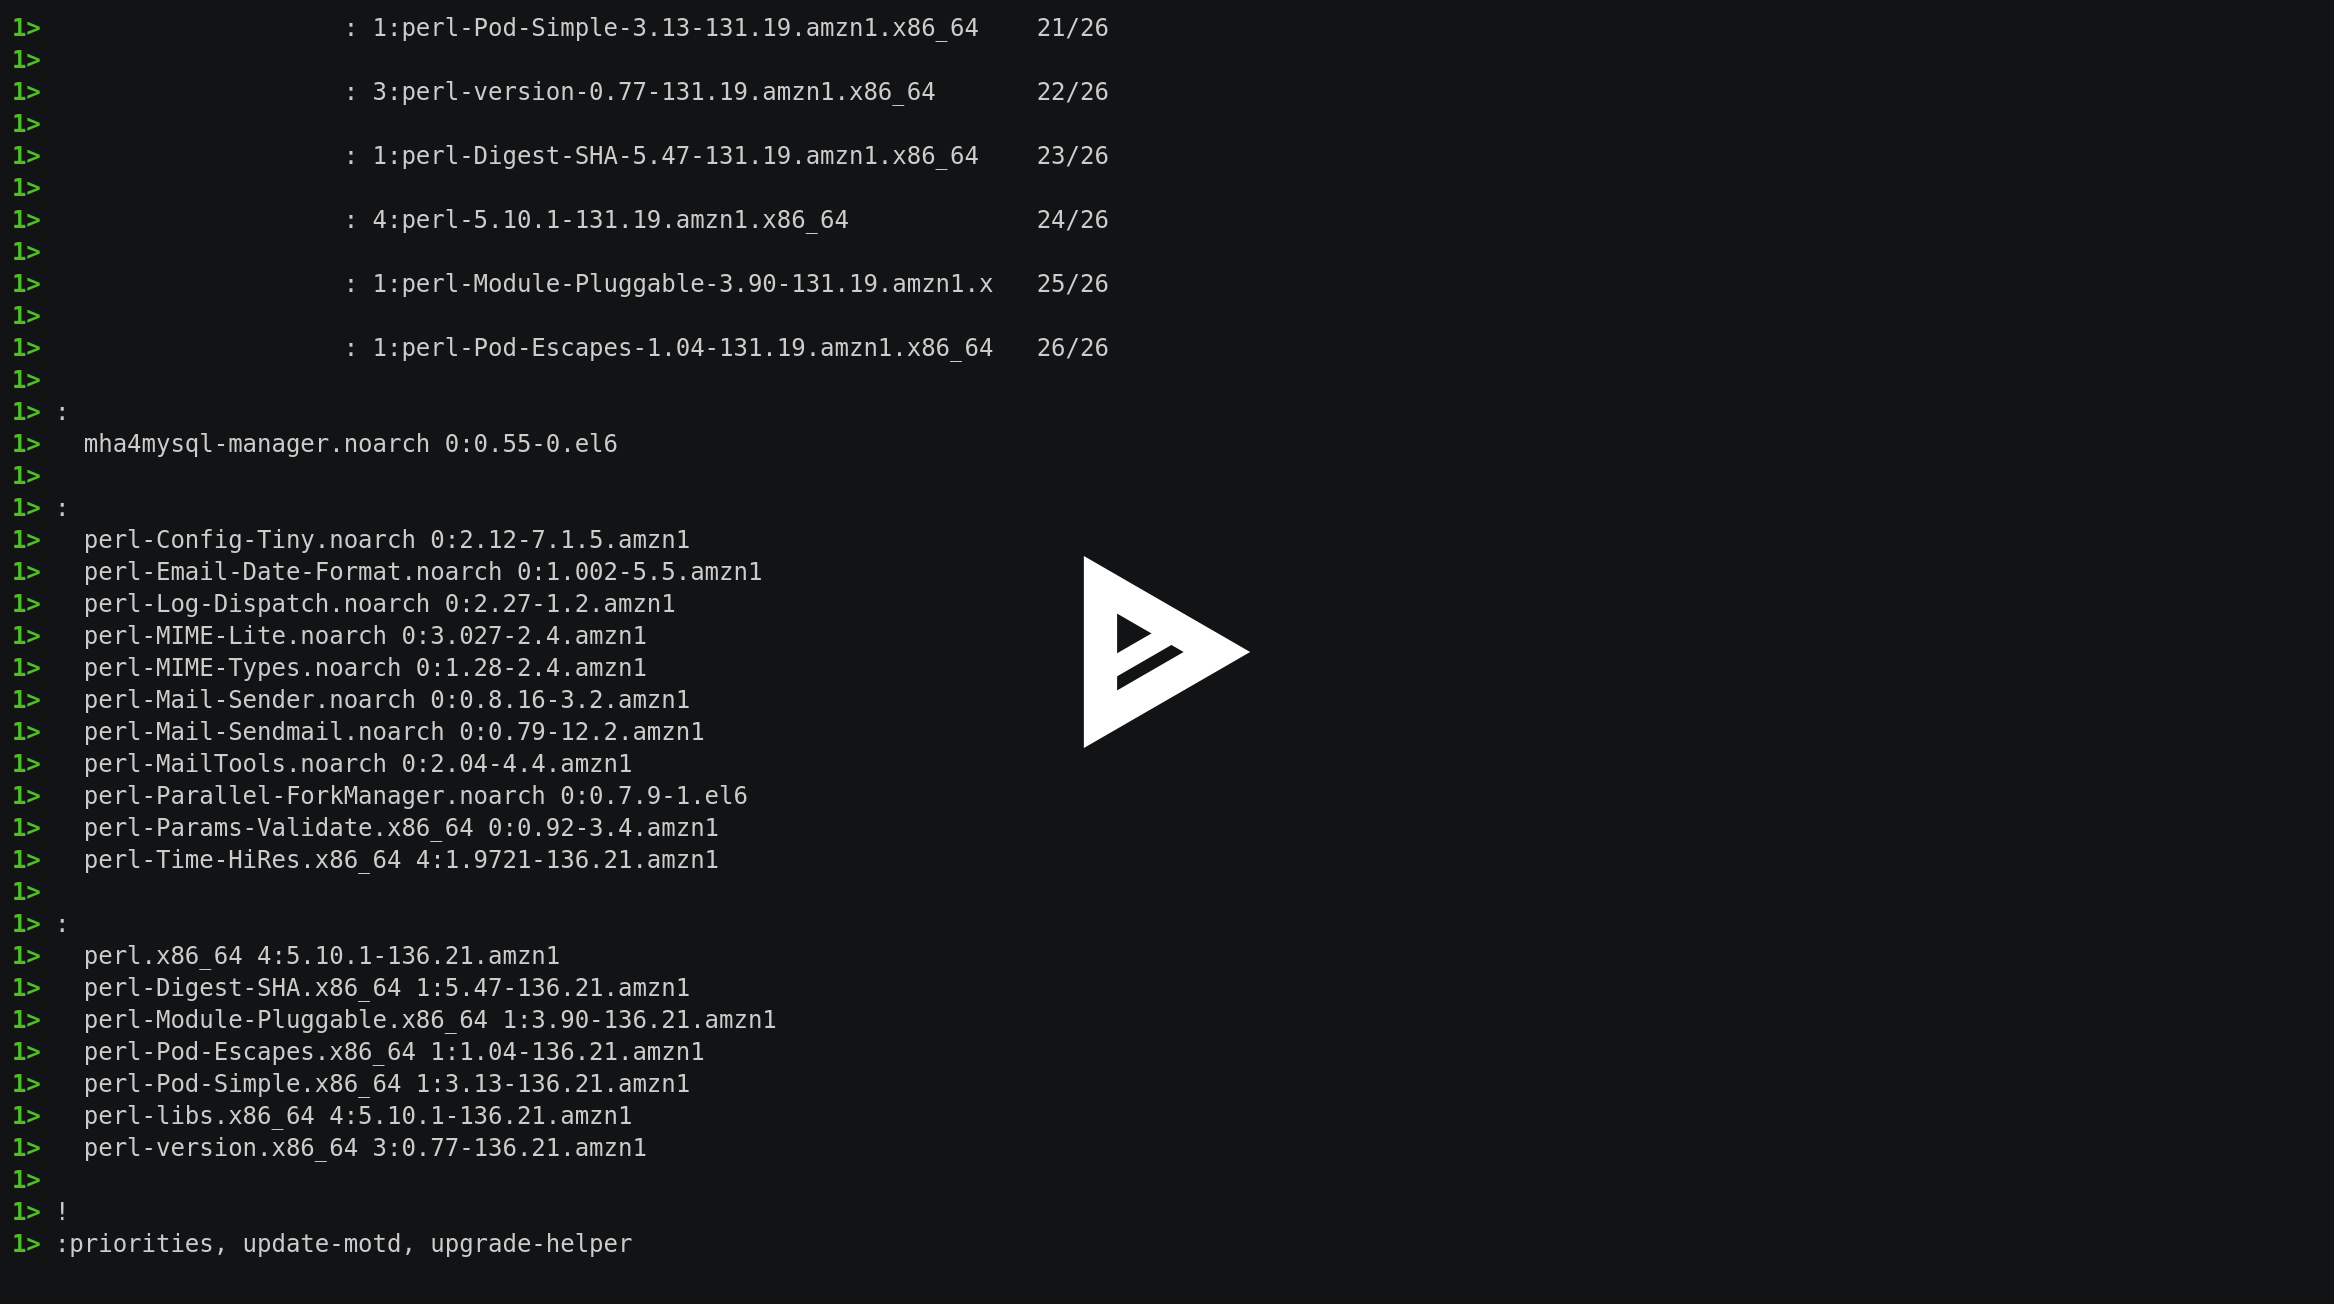 1>                     : 1:perl-Pod-Simple-3.13-131.19.amzn1.x86_64    21/26
1>
1>                     : 3:perl-version-0.77-131.19.amzn1.x86_64       22/26
1>
1>                     : 1:perl-Digest-SHA-5.47-131.19.amzn1.x86_64    23/26
1>
1>                     : 4:perl-5.10.1-131.19.amzn1.x86_64             24/26
1>
1>                     : 1:perl-Module-Pluggable-3.90-131.19.amzn1.x   25/26
1>
1>                     : 1:perl-Pod-Escapes-1.04-131.19.amzn1.x86_64   26/26
1>
1> :
1>   mha4mysql-manager.noarch 0:0.55-0.el6
1>
1> :
1>   perl-Config-Tiny.noarch 0:2.12-7.1.5.amzn1
1>   perl-Email-Date-Format.noarch 0:1.002-5.5.amzn1
1>   perl-Log-Dispatch.noarch 0:2.27-1.2.amzn1
1>   perl-MIME-Lite.noarch 0:3.027-2.4.amzn1
1>   perl-MIME-Types.noarch 0:1.28-2.4.amzn1
1>   perl-Mail-Sender.noarch 0:0.8.16-3.2.amzn1
1>   perl-Mail-Sendmail.noarch 0:0.79-12.2.amzn1
1>   perl-MailTools.noarch 0:2.04-4.4.amzn1
1>   perl-Parallel-ForkManager.noarch 0:0.7.9-1.el6
1>   perl-Params-Validate.x86_64 0:0.92-3.4.amzn1
1>   perl-Time-HiRes.x86_64 4:1.9721-136.21.amzn1
1>
1> :
1>   perl.x86_64 4:5.10.1-136.21.amzn1
1>   perl-Digest-SHA.x86_64 1:5.47-136.21.amzn1
1>   perl-Module-Pluggable.x86_64 1:3.90-136.21.amzn1
1>   perl-Pod-Escapes.x86_64 1:1.04-136.21.amzn1
1>   perl-Pod-Simple.x86_64 1:3.13-136.21.amzn1
1>   perl-libs.x86_64 4:5.10.1-136.21.amzn1
1>   perl-version.x86_64 3:0.77-136.21.amzn1
1>
1> !
1> :priorities, update-motd, upgrade-helper